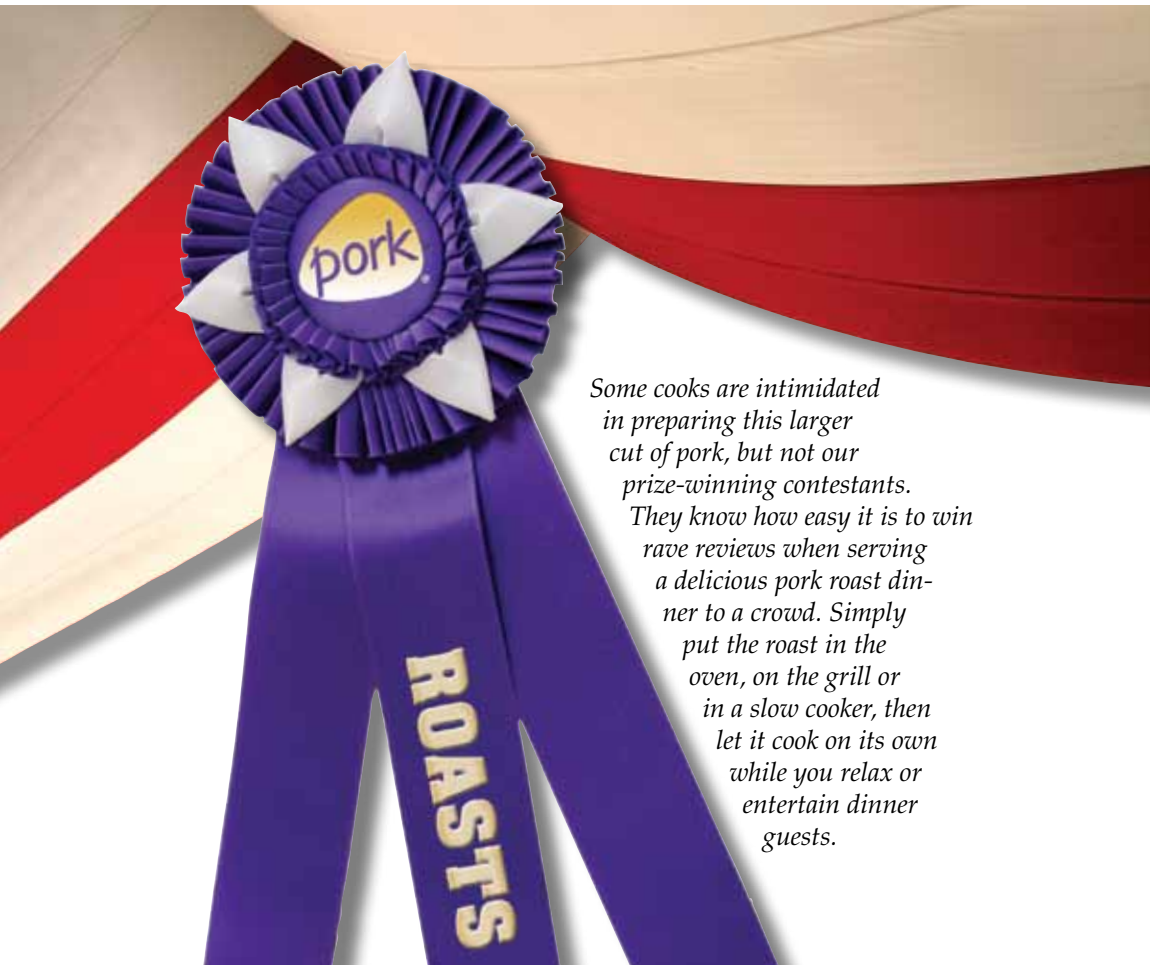 pork
ROASTS
Some cooks are intimidated
in preparing this larger
cut of pork, but not our
prize-winning contestants.
They know how easy it is to win
rave reviews when serving
a delicious pork roast din-
ner to a crowd. Simply
put the roast in the
oven, on the grill or
in a slow cooker, then
let it cook on its own
while you relax or
entertain dinner
guests.